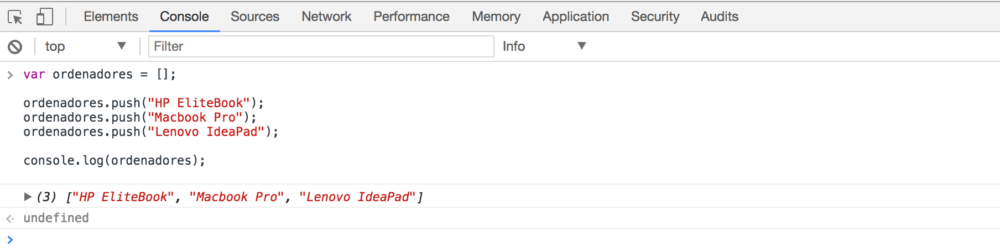 Elements Console Sources Network Performance Memory Application Security Audits
top Filter Info
var ordenadores = [];
ordenadores.push("HP EliteBook");
ordenadores.push("Macbook Pro");
ordenadores.push("Lenovo IdeaPad");
console.log(ordenadores);
(3) ["HP EliteBook", "Macbook Pro", "Lenovo IdeaPad"]
undefined